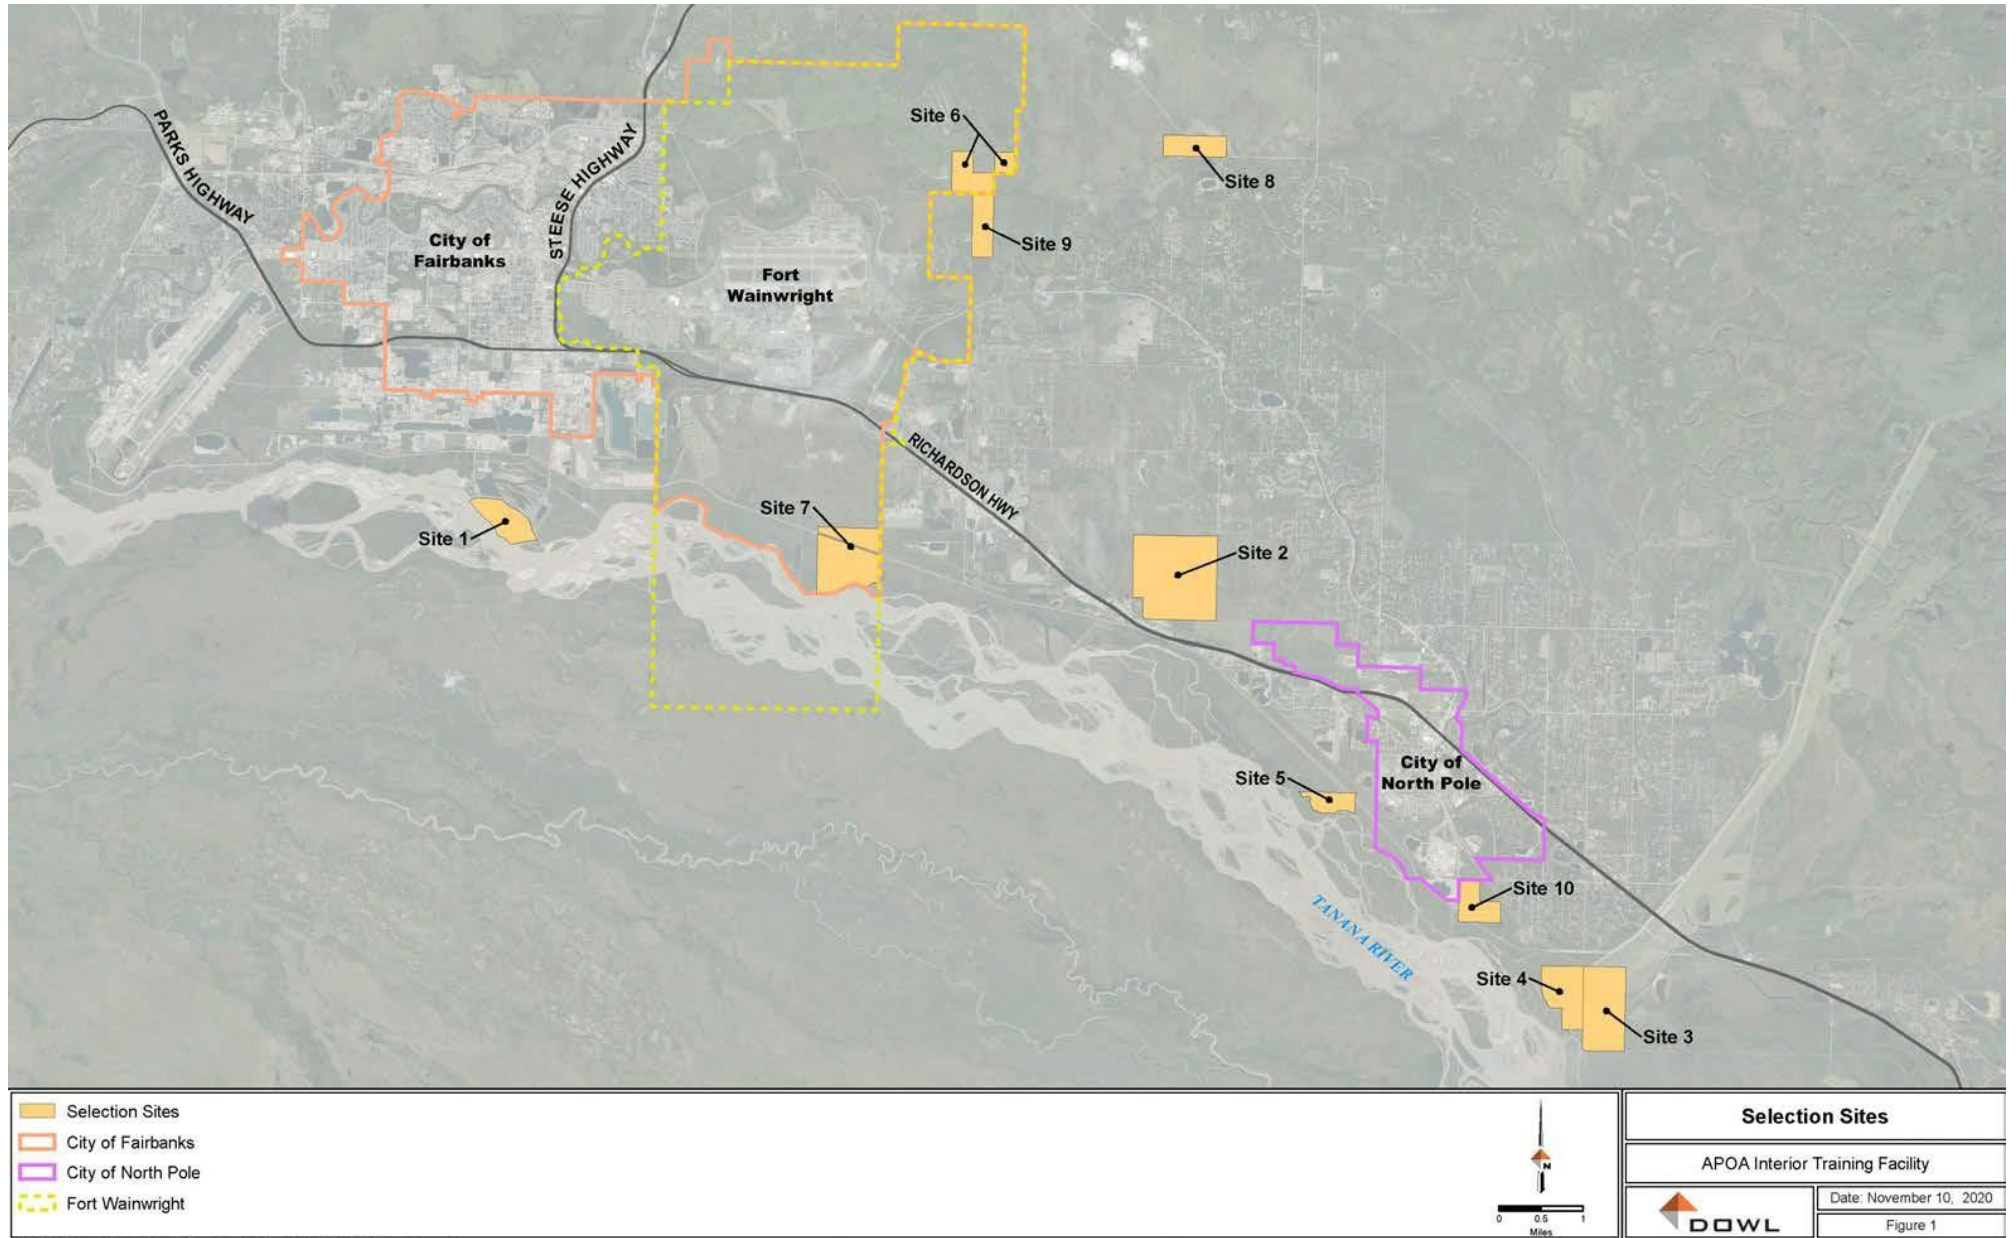 PARKS HIGHWAY
STEESE HIGHWAY
City of
Fairbanks
Fort
Wainwright
Site 6
Site 8
Site 9
RICHARDSON HWY
Site 1
Site 7
Site 2
Site 5
City of
North Pole
Site 10
TANANA RIVER
Site 4
Site 3
Selection Sites
City of Fairbanks
City of North Pole
Fort Wainwright
N
0 0.5 1
Miles
Selection Sites
APOA Interior Training Facility
DOWL
Date: November 10, 2020
Figure 1